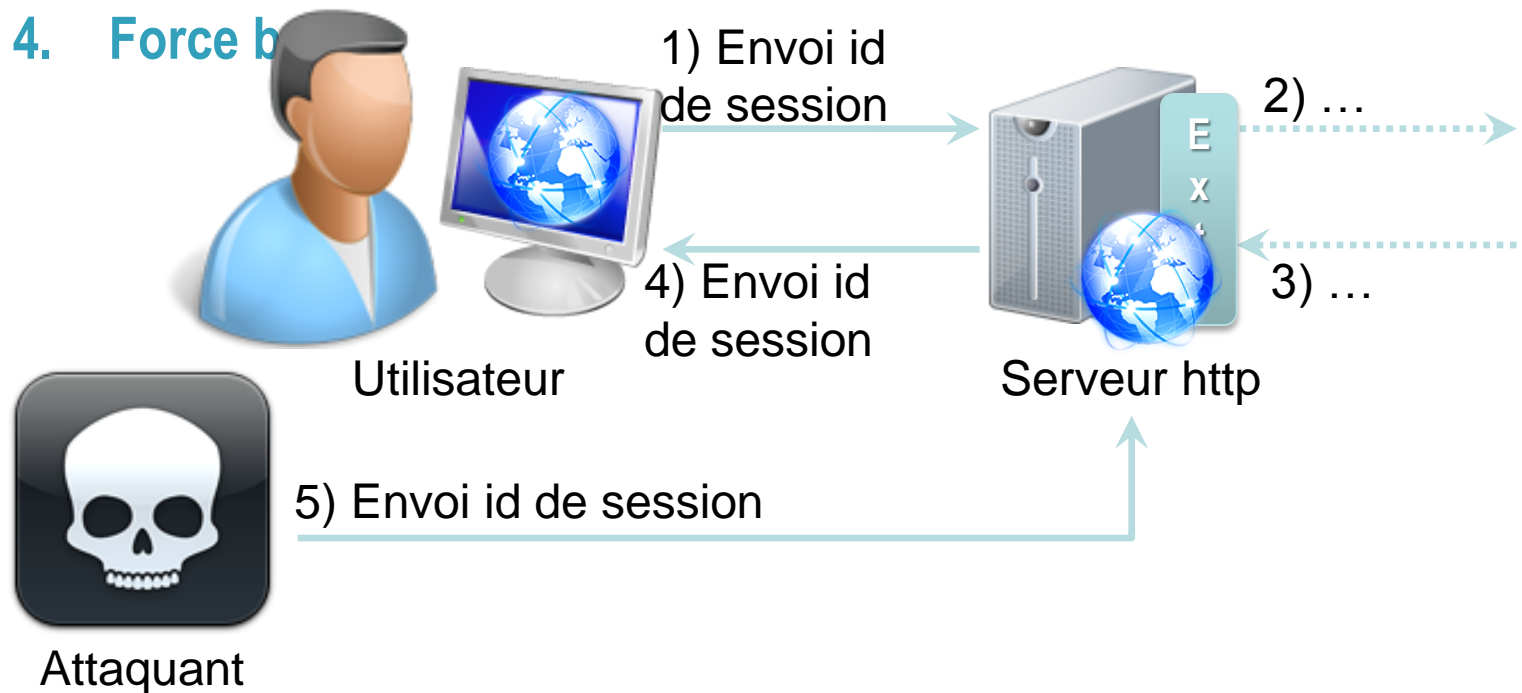 4. Force b
1) Envoi id
de session
2) …
E
x
4) Envoi id
de session
3) …
Utilisateur
Serveur http
5) Envoi id de session
Attaquant